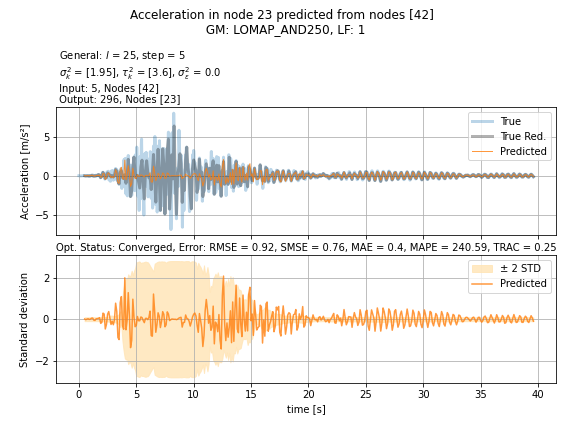 Acceleration in node 23 predicted from nodes [42]
GM: LOMAP_AND250, LF: 1
General: l = 25, step = 5
σ²ₖ = [1.95], τ²ₖ = [3.6], σ²ₑ = 0.0
Input: 5, Nodes [42]
Output: 296, Nodes [23]
True
True Red.
Predicted
5
0
−5
Acceleration [m/s²]
Opt. Status: Converged, Error: RMSE = 0.92, SMSE = 0.76, MAE = 0.4, MAPE = 240.59, TRAC = 0.25
± 2 STD
Predicted
2
0
−2
Standard deviation
0 5 10 15 20 25 30 35 40
time [s]